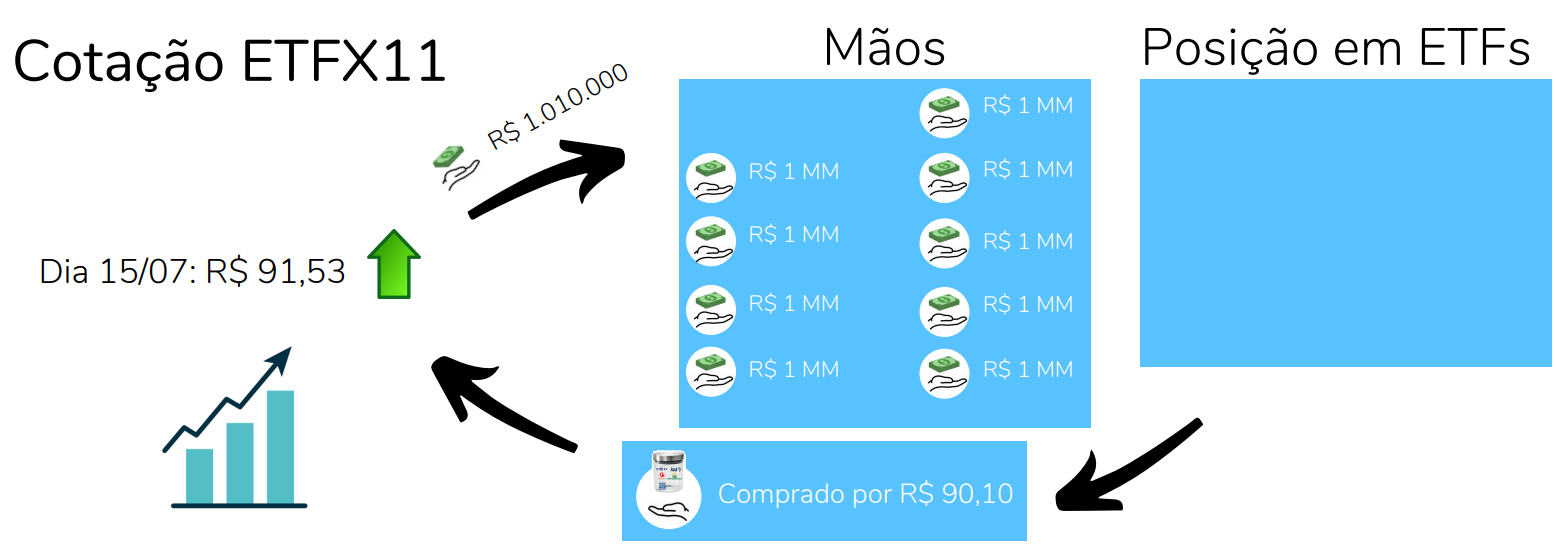 Cotação ETFX11
R$ 1.010.000
Dia 15/07: R$ 91,53
Mãos
R$ 1 MM
R$ 1 MM
R$ 1 MM
R$ 1 MM
R$ 1 MM
R$ 1 MM
R$ 1 MM
R$ 1 MM
R$ 1 MM
Posição em ETFs
Comprado por R$ 90,10